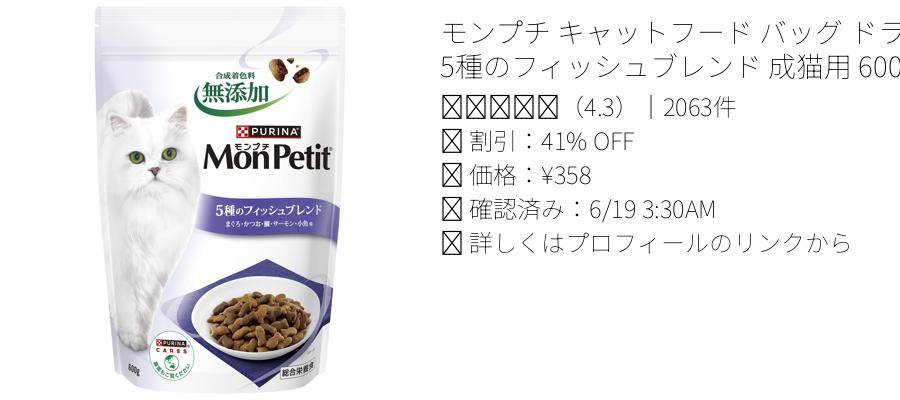 合成着色料
無添加
PURINA
モンプチ
MonPetit
5種のフィッシュブレンド
まぐろ・かつお・鯛・サーモン・小魚
PURINA
CARES
600g
総合栄養食
モンプチ キャットフード バッグ ドラ
5種のフィッシュブレンド 成猫用 600
（4.3）｜2063件
割引：41% OFF
価格：¥358
確認済み：6/19 3:30AM
詳しくはプロフィールのリンクから